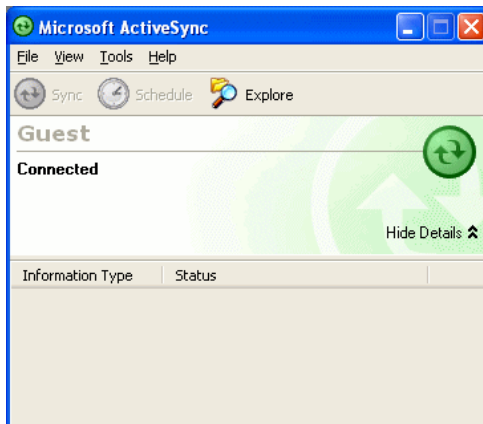 Microsoft ActiveSync
File View Tools Help
Sync Schedule Explore
Guest
Connected
Hide Details
Information Type Status